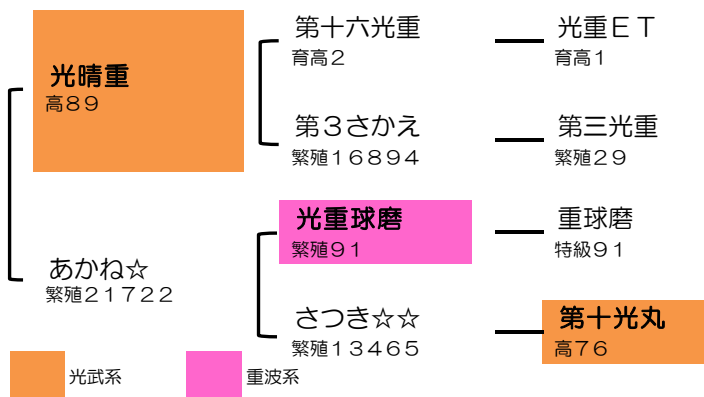 光晴重
高８９
第十六光重
育高２
光重ＥＴ
育高１
第３さかえ
繁殖１６８９４
第三光重
繁殖２９
あかね☆
繁殖２１７２２
光重球磨
繁殖９１
重球磨
特級９１
さつき☆☆
繁殖１３４６５
第十光丸
高７６
光武系
重波系